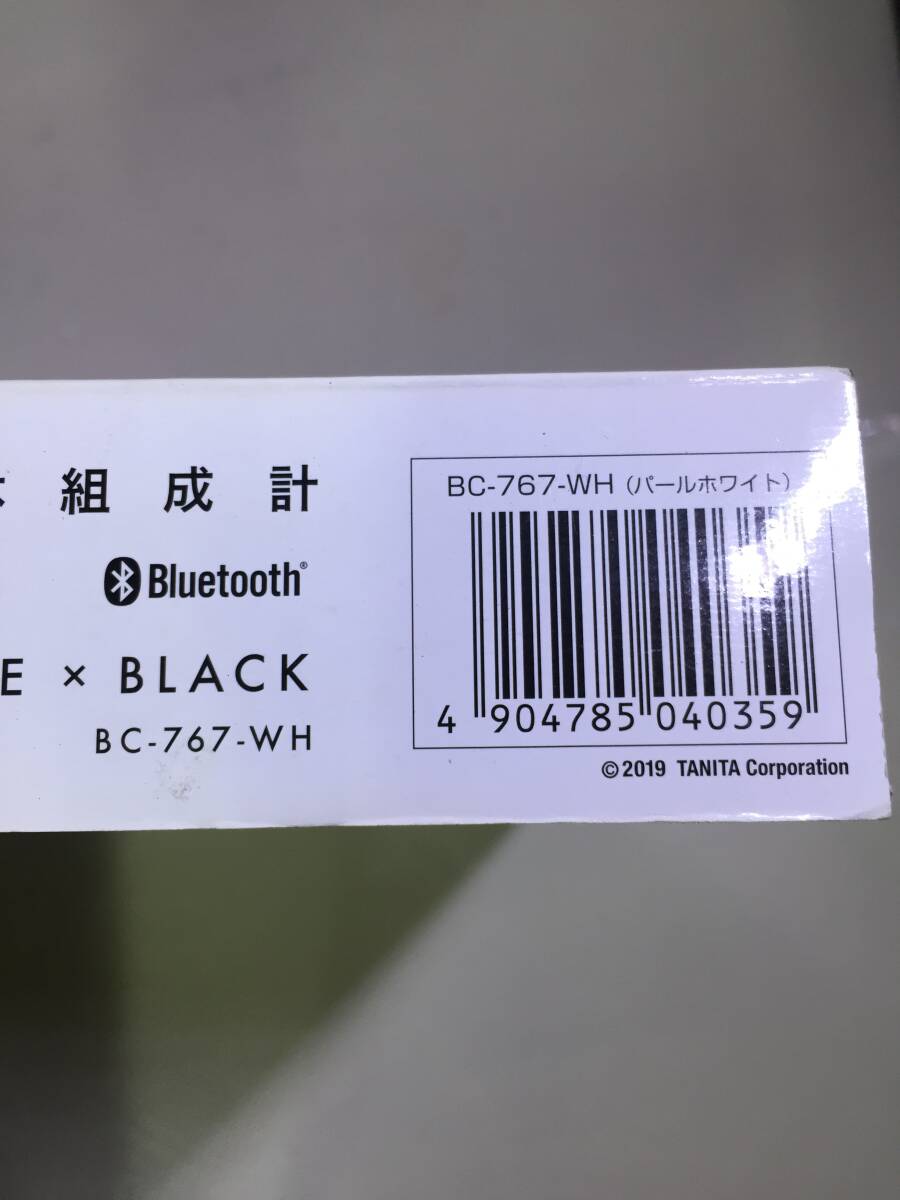 組成計
Bluetooth®
E × BLACK
BC-767-WH
BC-767-WH（パールホワイト）
4 904785 040359
©2019 TANITA Corporation